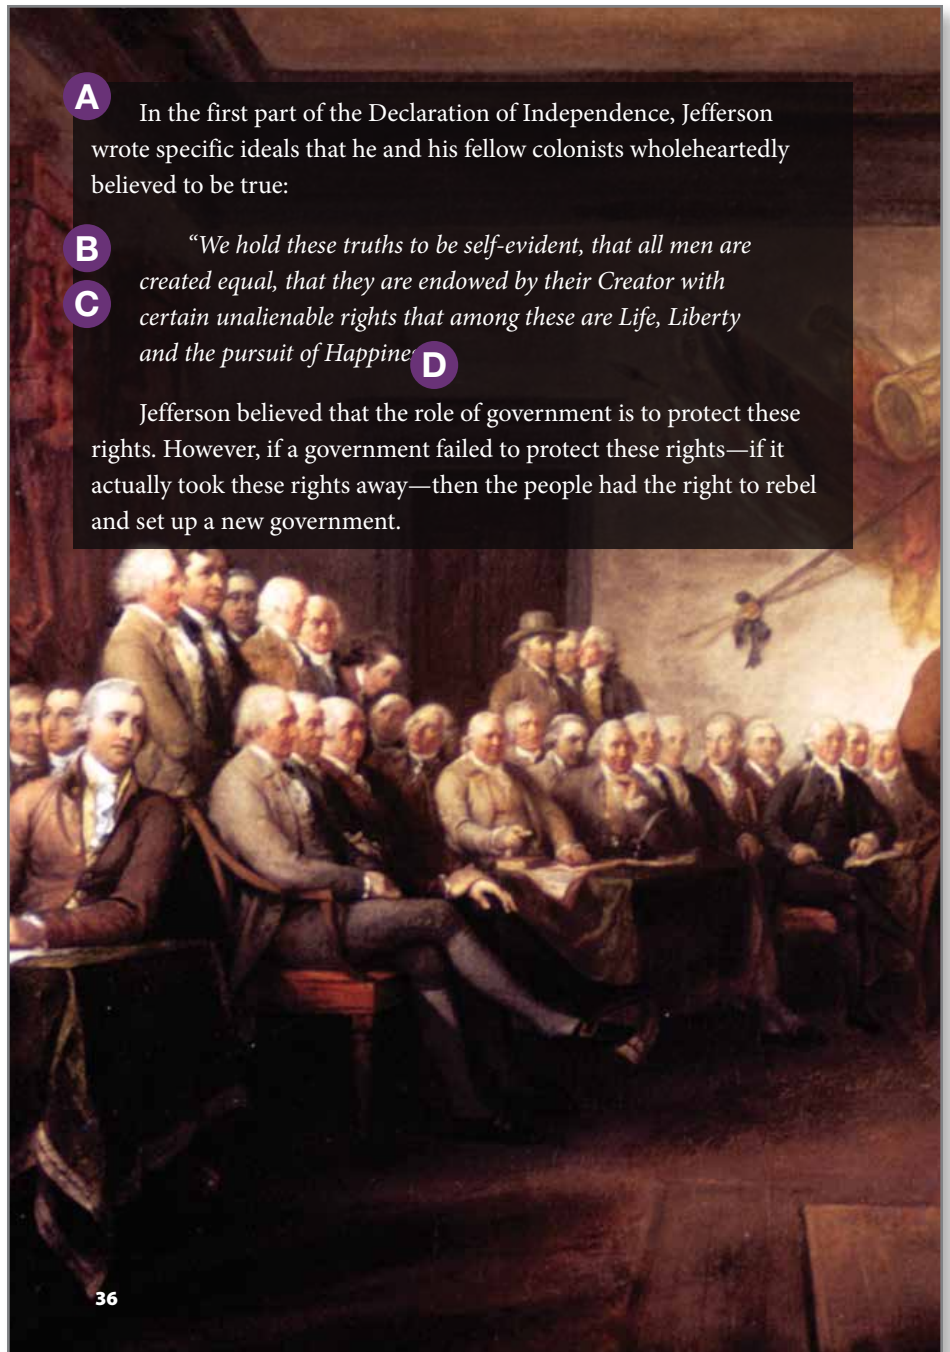 A
In the first part of the Declaration of Independence, Jefferson
wrote specific ideals that he and his fellow colonists wholeheartedly
believed to be true:
B
“We hold these truths to be self-evident, that all men are
created equal, that they are endowed by their Creator with
C
certain unalienable rights that among these are Life, Liberty
and the pursuit of
D
Jefferson believed that the role of government is to protect these
rights. However, if a government failed to protect these rights—if it
actually took these rights away—then the people had the right to rebel
and set up a new government.
36